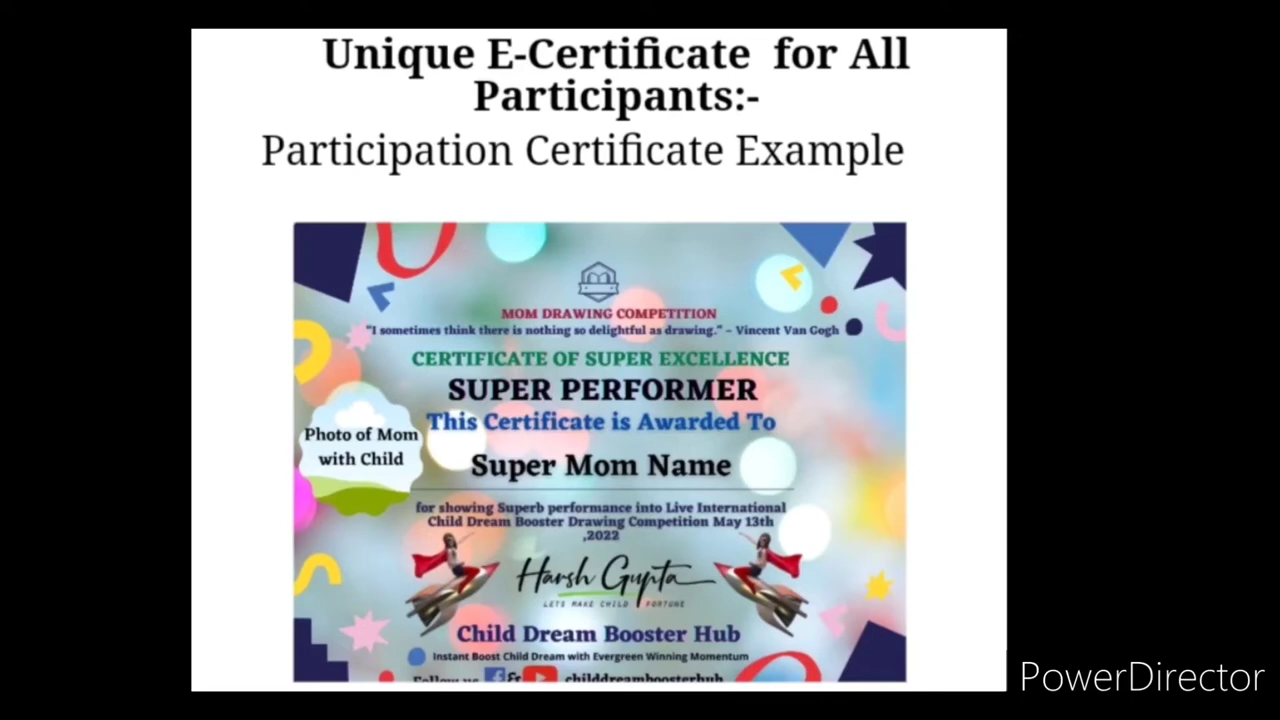 Unique E-Certificate for All
Participants:-
Participation Certificate Example
MOM DRAWING COMPETITION
"I sometimes think there is nothing so delightful as drawing." – Vincent Van Gogh
CERTIFICATE OF SUPER EXCELLENCE
SUPER PERFORMER
This Certificate is Awarded To
Photo of Mom
with Child
Super Mom Name
for showing Superb performance into Live International
Child Dream Booster Drawing Competition May 13th
,2022
Harsh Gupta
LETS MAKE CHILD FORTUNE
Child Dream Booster Hub
Instant Boost Child Dream with Evergreen Winning Momentum
Follow us f & childdreamboosterhub
PowerDirector